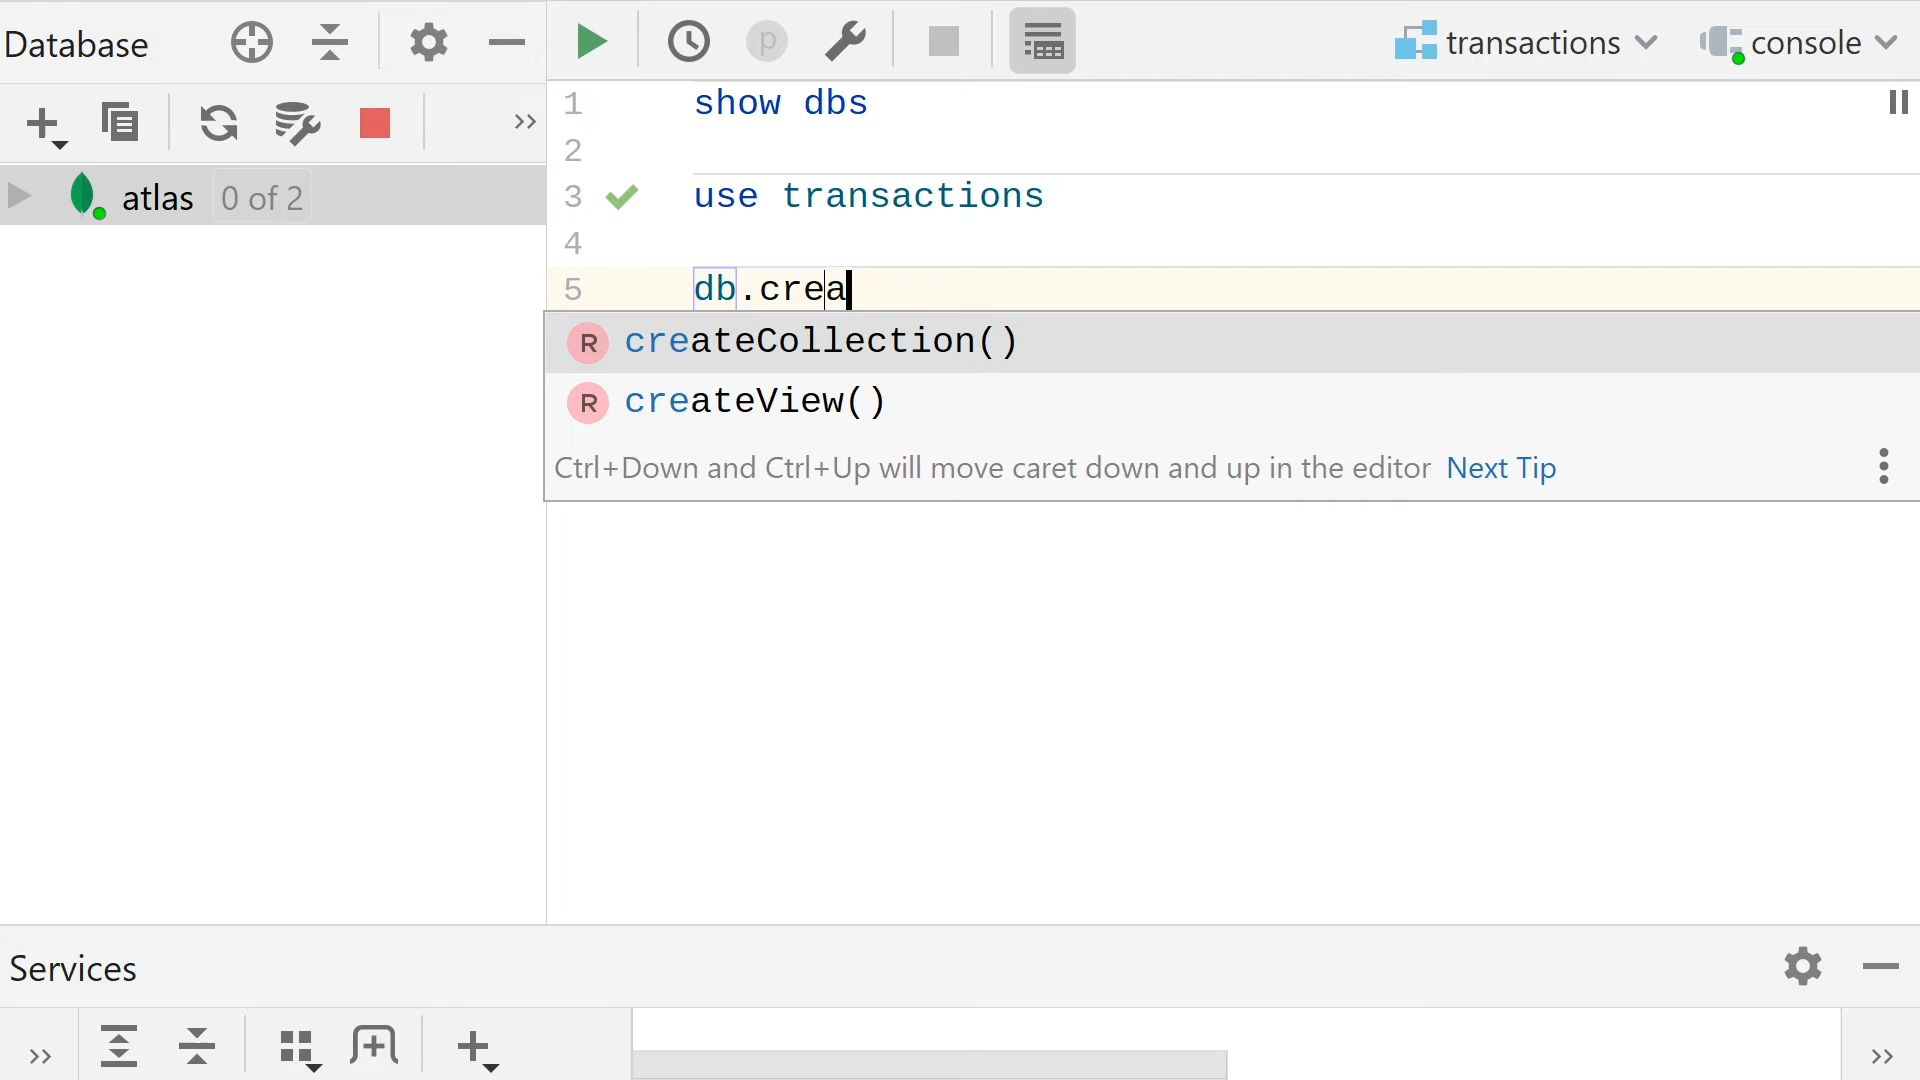 Database
p
transactions
console
atlas 0 of 2
1 show dbs
2
3 use transactions
4
5 db.crea
R createCollection()
R createView()
Ctrl+Down and Ctrl+Up will move caret down and up in the editor Next Tip
Services